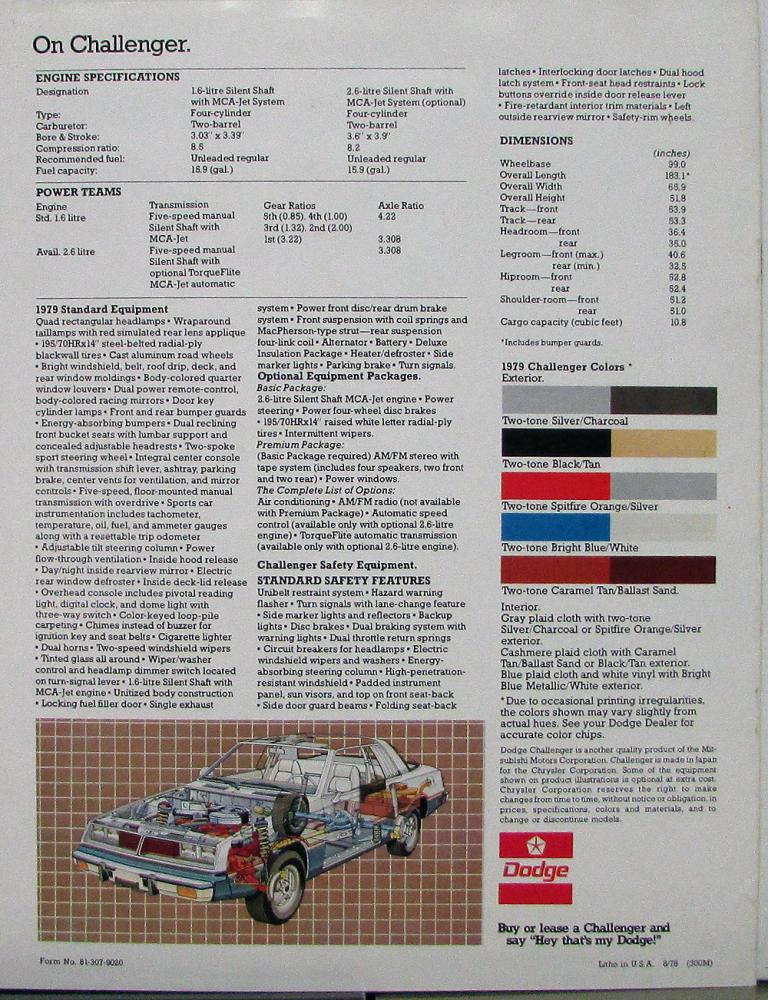 On Challenger.
ENGINE SPECIFICATIONS
Designation 1.6-litre Silent Shaft 2.6-litre Silent Shaft with
with MCA-Jet System MCA-Jet System (optional)
Type: Four-cylinder Four-cylinder
Carburetor: Two-barrel Two-barrel
Bore & Stroke: 3.03" x 3.39" 3.6" x 3.9"
Compression ratio: 8.5 8.2
Recommended fuel: Unleaded regular Unleaded regular
Fuel capacity: 15.9 (gal.) 15.9 (gal.)
POWER TEAMS
Engine Transmission Gear Ratios Axle Ratio
Std. 1.6 litre Five-speed manual 5th (0.85). 4th (1.00) 4.22
Silent Shaft with 3rd (1.32). 2nd (2.00)
MCA-Jet 1st (3.22) 3.308
Avail. 2.6 litre Five-speed manual 3.308
Silent Shaft with
optional TorqueFlite
MCA-Jet automatic
1979 Standard Equipment
Quad rectangular headlamps • Wraparound
taillamps with red simulated rear lens applique
• 195/70HRx14" steel-belted radial-ply
blackwall tires • Cast aluminum road wheels
• Bright windshield, belt, roof drip, deck, and
rear window moldings • Body-colored quarter
window louvers • Dual power remote-control,
body-colored racing mirrors • Door key
cylinder lamps • Front and rear bumper guards
• Energy-absorbing bumpers • Dual reclining
front bucket seats with lumbar support and
concealed adjustable headrests • Two-spoke
sport steering wheel • Integral center console
with transmission shift lever, ashtray, parking
brake, center vents for ventilation, and mirror
controls • Five-speed, floor-mounted manual
transmission with overdrive • Sports car
instrumentation includes tachometer,
temperature, oil, fuel, and ammeter gauges
along with a resettable trip odometer
• Adjustable tilt steering column • Power
flow-through ventilation • Inside hood release
• Day/night inside rearview mirror • Electric
rear window defroster • Inside deck-lid release
• Overhead console includes pivotal reading
light, digital clock, and dome light with
three-way switch • Color-keyed loop-pile
carpeting • Chimes instead of buzzer for
ignition key and seat belts • Cigarette lighter
• Dual horns • Two-speed windshield wipers
• Tinted glass all around • Wiper/washer
control and headlamp dimmer switch located
on turn-signal lever • 1.6-litre Silent Shaft with
MCA-Jet engine • Unitized body construction
• Locking fuel filler door • Single exhaust
system • Power front disc/rear drum brake
system • Front suspension with coil springs and
MacPherson-type strut—rear suspension
four-link coil • Alternator • Battery • Deluxe
Insulation Package • Heater/defroster • Side
marker lights • Parking brake • Turn signals.
Optional Equipment Packages.
Basic Package:
2.6-litre Silent Shaft MCA-Jet engine • Power
steering • Power four-wheel disc brakes
• 195/70HRx14" raised white letter radial-ply
tires • Intermittent wipers.
Premium Package:
(Basic Package required) AM/FM stereo with
tape system (includes four speakers, two front
and two rear) • Power windows.
The Complete List of Options:
Air conditioning • AM/FM radio (not available
with Premium Package) • Automatic speed
control (available only with optional 2.6-litre
engine) • TorqueFlite automatic transmission
(available only with optional 2.6-litre engine).
Challenger Safety Equipment.
STANDARD SAFETY FEATURES
Unibelt restraint system • Hazard warning
flasher • Turn signals with lane-change feature
• Side marker lights and reflectors • Backup
lights • Disc brakes • Dual braking system with
warning lights • Dual throttle return springs
• Circuit breakers for headlamps • Electric
windshield wipers and washers • Energy-
absorbing steering column • High-penetration-
resistant windshield • Padded instrument
panel, sun visors, and top on front seat-back
• Side door guard beams • Folding seat-back
latches • Interlocking door latches • Dual hood
latch system • Front-seat head restraints • Lock
buttons override inside door release lever
• Fire-retardant interior trim materials • Left
outside rearview mirror • Safety-rim wheels.
DIMENSIONS
(inches)
Wheelbase 99.0
Overall Length 183.1*
Overall Width 65.9
Overall Height 51.8
Track—front 53.9
Track—rear 53.3
Headroom—front 36.4
rear 35.0
Legroom—front (max.) 40.6
rear (min.) 32.5
Hiproom—front 52.8
rear 52.4
Shoulder-room—front 51.2
rear 51.0
Cargo capacity (cubic feet) 10.8
*Includes bumper guards.
1979 Challenger Colors *
Exterior.
Two-tone Silver/Charcoal
Two-tone Black/Tan
Two-tone Spitfire Orange/Silver
Two-tone Bright Blue/White
Two-tone Caramel Tan/Ballast Sand.
Interior.
Gray plaid cloth with two-tone
Silver/Charcoal or Spitfire Orange/Silver
exterior.
Cashmere plaid cloth with Caramel
Tan/Ballast Sand or Black/Tan exterior.
Blue plaid cloth and white vinyl with Bright
Blue Metallic/White exterior.
*Due to occasional printing irregularities,
the colors shown may vary slightly from
actual hues. See your Dodge Dealer for
accurate color chips.
Dodge Challenger is another quality product of the Mit-
subishi Motors Corporation. Challenger is made in Japan
for the Chrysler Corporation. Some of the equipment
shown on product illustrations is optional at extra cost.
Chrysler Corporation reserves the right to make
changes from time to time, without notice or obligation, in
prices, specifications, colors and materials, and to
change or discontinue models.
Dodge
Buy or lease a Challenger and
say "Hey that's my Dodge!"
Form No. 81-307-9020
Litho in U.S.A. 8/78 (300M)